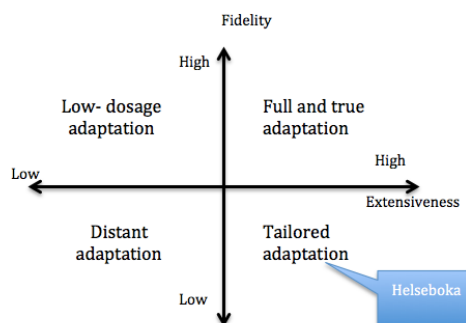 Fidelity
High
Low- dosage
adaptation
Full and true
adaptation
High
Low
Extensiveness
Distant
adaptation
Tailored
adaptation
Helseboka
Low